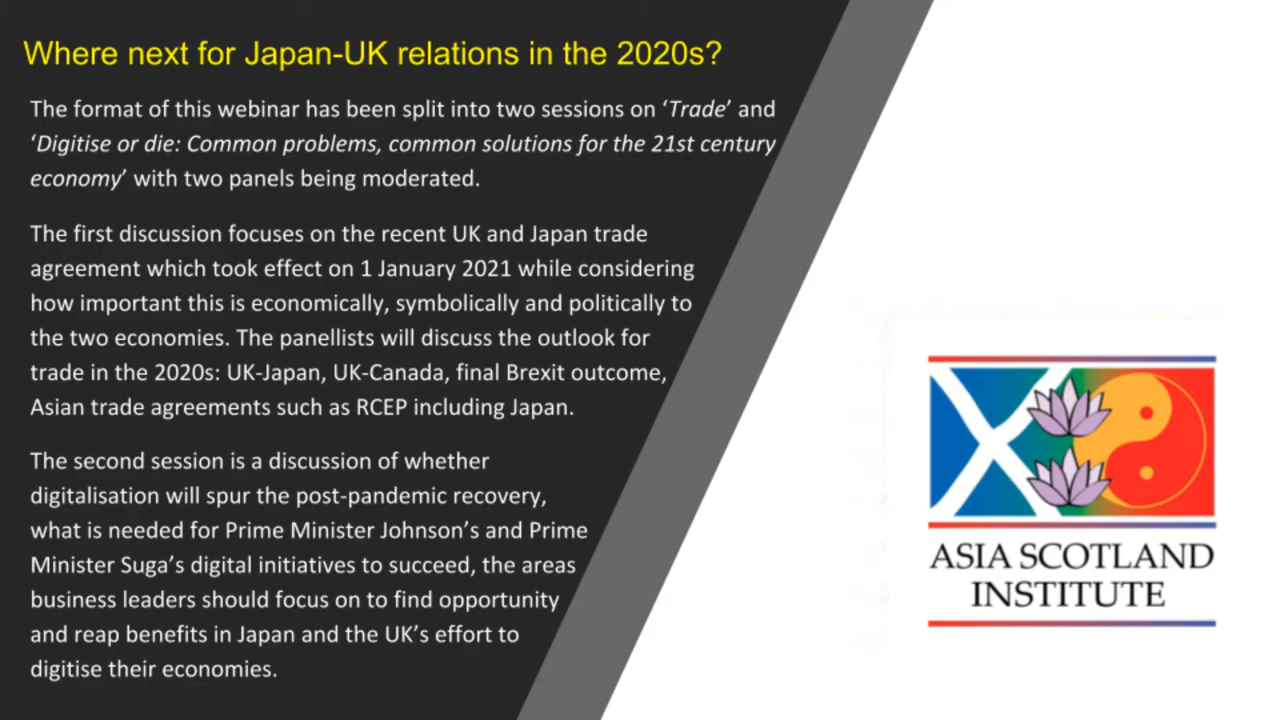 Where next for Japan-UK relations in the 2020s?
The format of this webinar has been split into two sessions on ‘Trade’ and
‘Digitise or die: Common problems, common solutions for the 21st century
economy’ with two panels being moderated.
The first discussion focuses on the recent UK and Japan trade
agreement which took effect on 1 January 2021 while considering
how important this is economically, symbolically and politically to
the two economies. The panellists will discuss the outlook for
trade in the 2020s: UK-Japan, UK-Canada, final Brexit outcome,
Asian trade agreements such as RCEP including Japan.
The second session is a discussion of whether
digitalisation will spur the post-pandemic recovery,
what is needed for Prime Minister Johnson’s and Prime
Minister Suga’s digital initiatives to succeed, the areas
business leaders should focus on to find opportunity
and reap benefits in Japan and the UK’s effort to
digitise their economies.
ASIA SCOTLAND
INSTITUTE